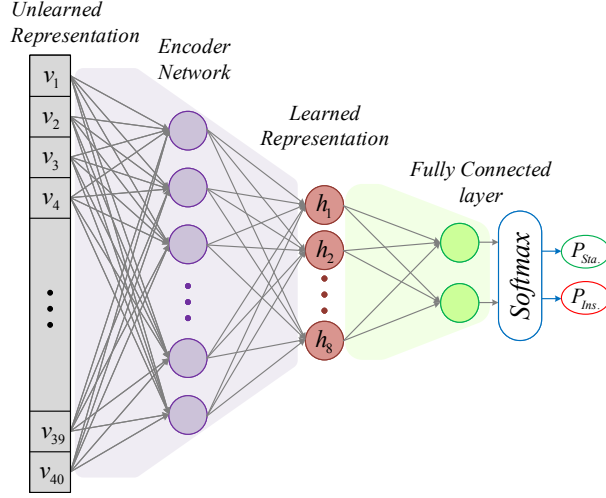 Unlearned
Representation
Encoder
Network
Learned
Representation
Fully Connected
layer
v1
v2
v3
v4
v39
v40
h1
h2
h8
Softmax
PSta.
PIns.